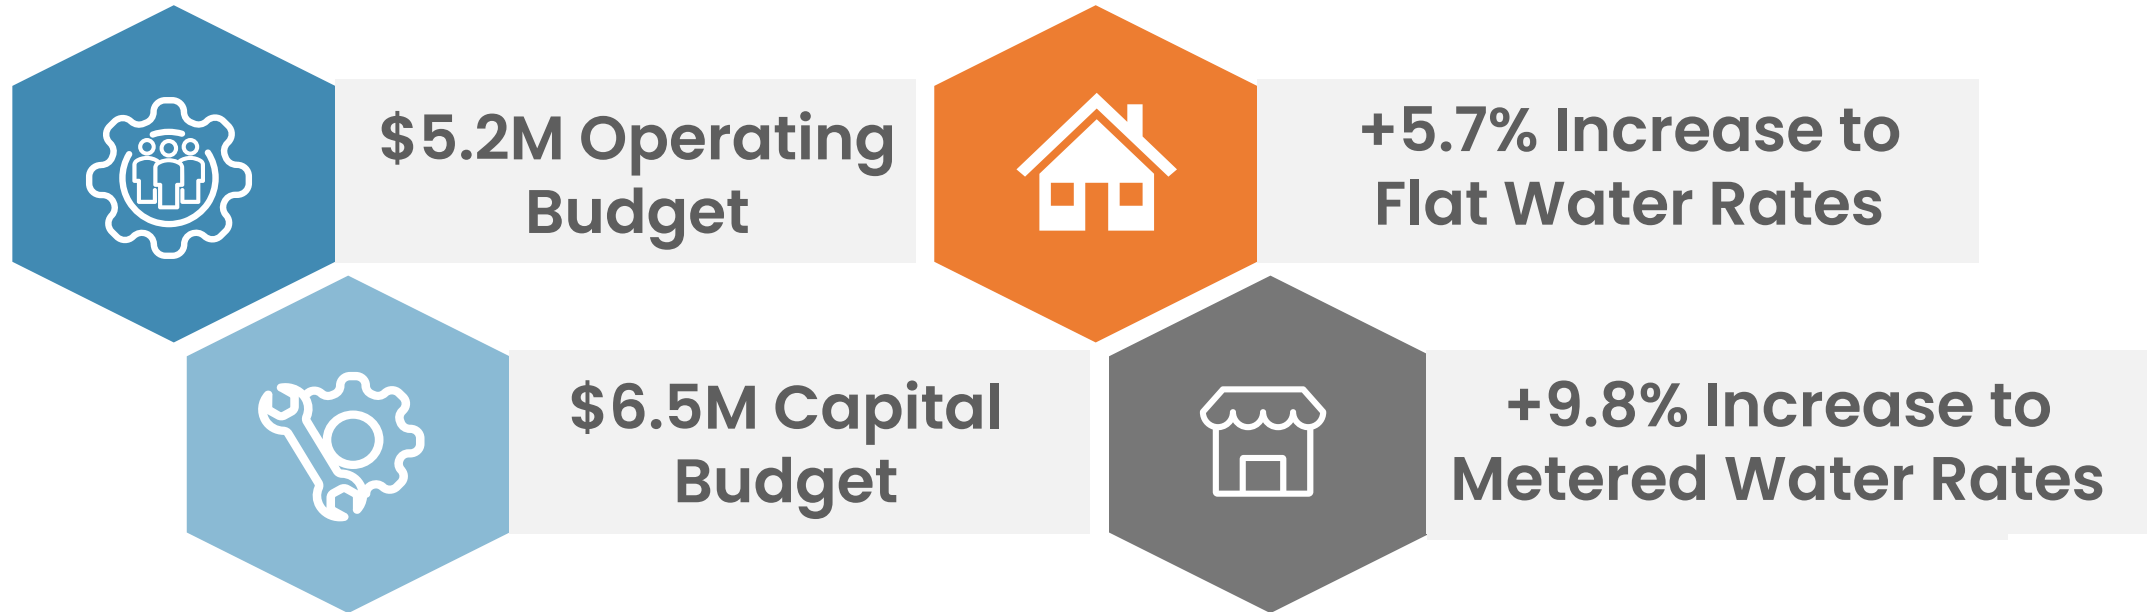 $5.2M Operating
Budget
+5.7% Increase to
Flat Water Rates
$6.5M Capital
Budget
+9.8% Increase to
Metered Water Rates